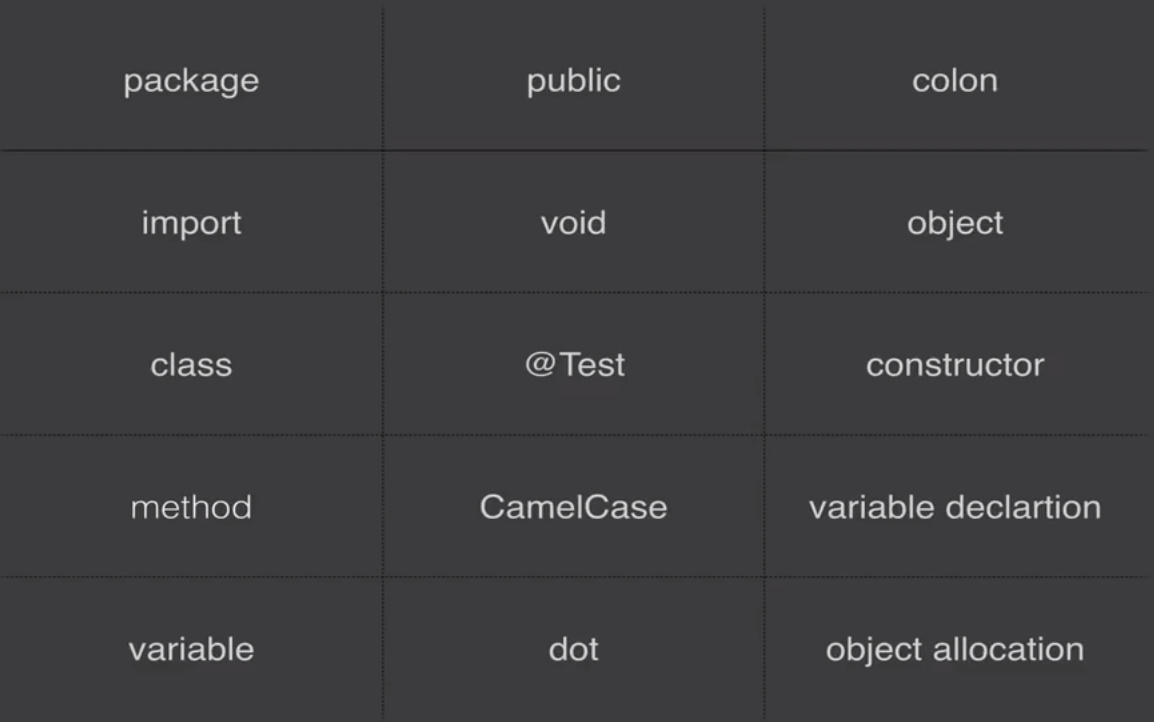 package public colon
import void object
class @Test constructor
method CamelCase variable declartion
variable dot object allocation